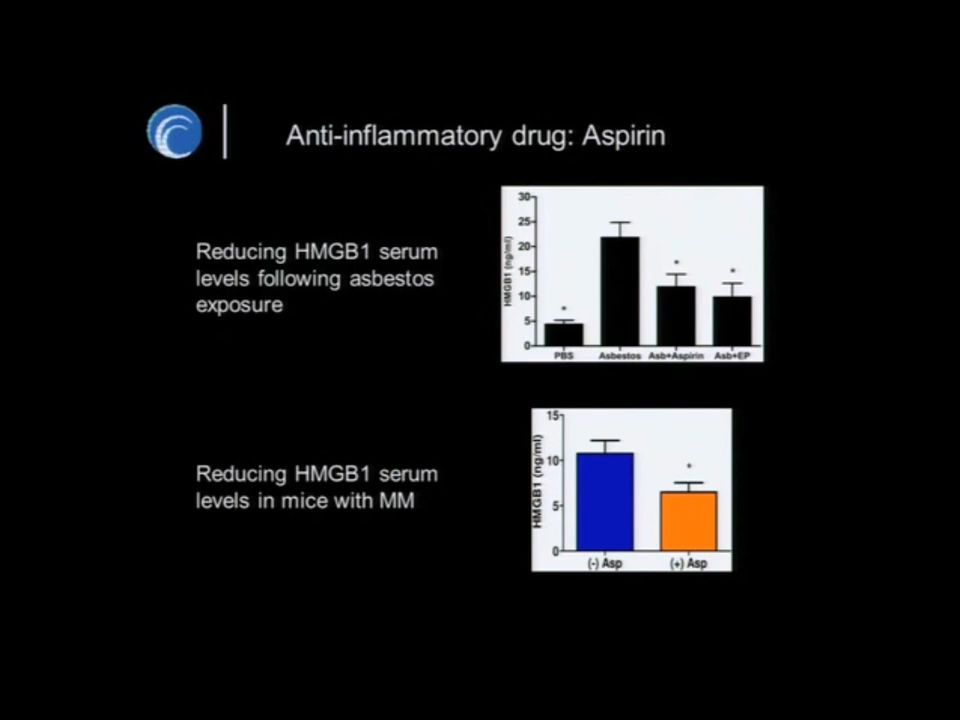 Anti-inflammatory drug: Aspirin
Reducing HMGB1 serum
levels following asbestos
exposure
HMGB1 (ng/ml)
30
25
20
15
10
5
0
*
*
*
PBS Asbestos Asb+Aspirin Asb+EP
Reducing HMGB1 serum
levels in mice with MM
HMGB1 (ng/ml)
15
10
5
0
*
(-) Asp (+) Asp